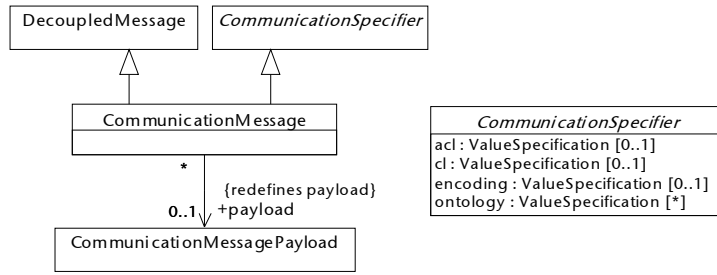 DecoupledMessage
CommunicationSpecifier
CommunicationMessage
*
{redefines payload}
0..1 +payload
CommunicationMessagePayload
CommunicationSpecifier
acl : ValueSpecification [0..1]
cl : ValueSpecification [0..1]
encoding : ValueSpecification [0..1]
ontology : ValueSpecification [*]